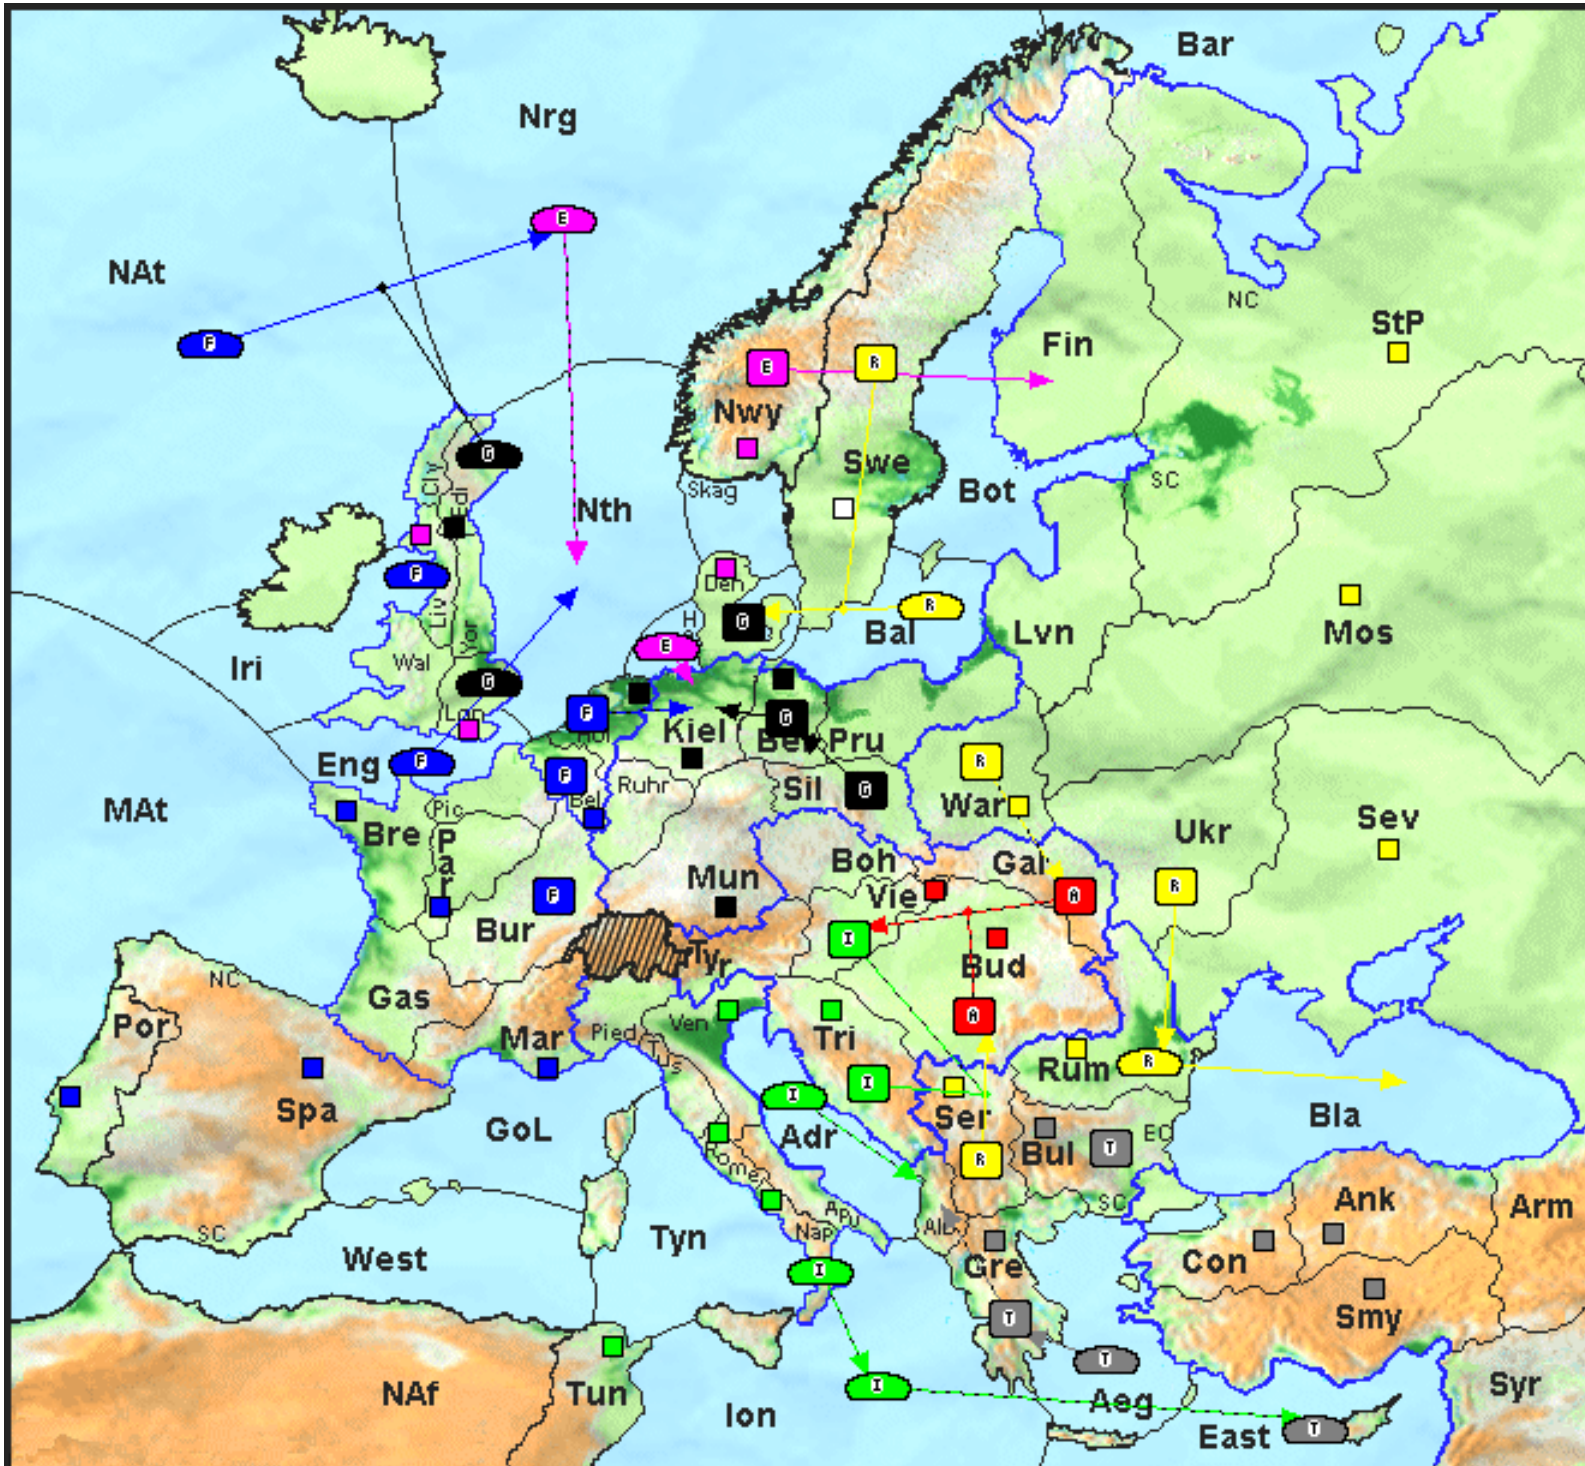 Bar
Nrg
E
NAt
NC
StP
F
Fin
E
R
Nwy
G
Swe
Cly
Edi
Skag
Bot
SC
Nth
F
Den
R
Mos
Liv
Yor
G
Bal
Lvn
Iri
Wal
E
G
Lon
F
G
Kiel
Ber
Pru
Hol
Eng
F
F
R
Ruhr
Sil
G
War
MAt
Pic
Bel
Bre
Par
Ukr
Sev
Boh
Gal
Mun
Vie
F
A
R
Bur
I
Tyr
Bud
NC
Gas
Por
A
Ven
Tri
Mar
Pied
Tus
Rum
R
I
Spa
I
Ser
Bla
GoL
Adr
Bul
T
EC
R
Rome
Ank
SC
Apu
SC
Arm
Tyn
Nap
Alb
West
Con
Gre
I
T
Smy
T
NAf
Tun
I
Syr
Ion
Aeg
East
T